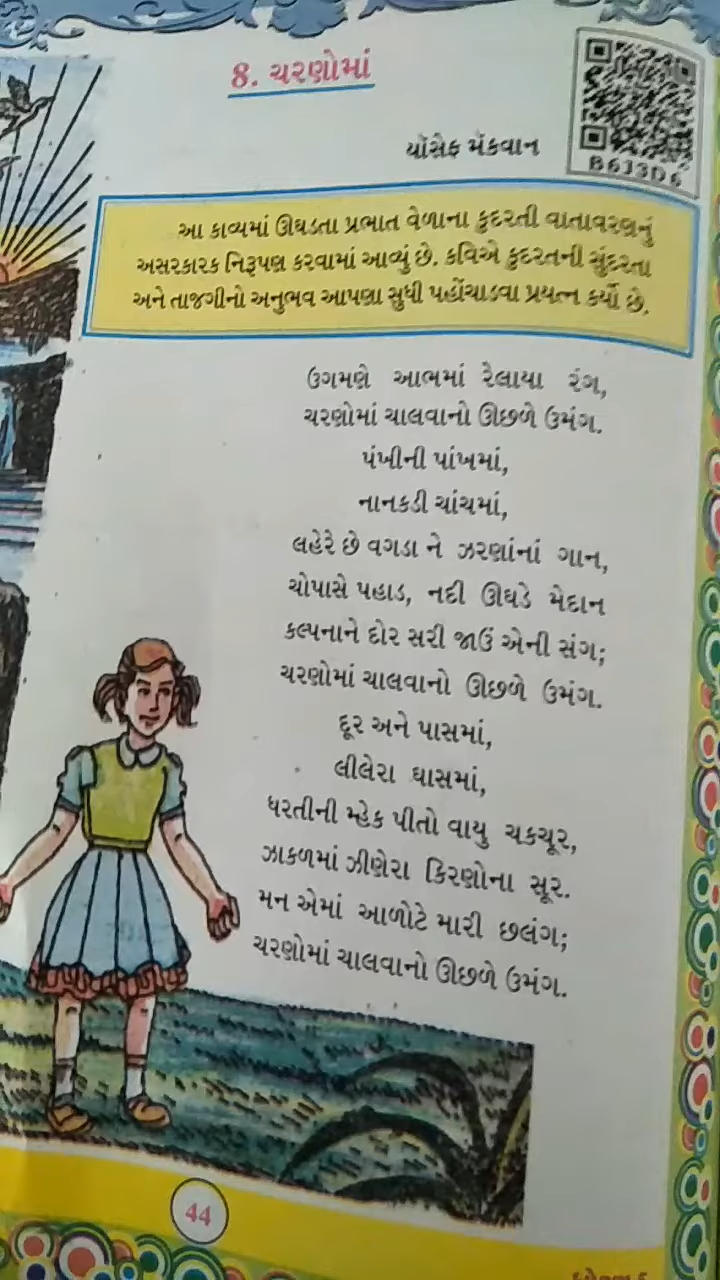 8. ચરણોમાં
યૉસેફ મૅકવાન
B613D6
આ કાવ્યમાં ઊઘડતા પ્રભાત વેળાના કુદરતી વાતાવરણનું
અસરકારક નિરૂપણ કરવામાં આવ્યું છે. કવિએ કુદરતની સુંદરતા
અને તાજગીનો અનુભવ આપણા સુધી પહોંચાડવા પ્રયત્ન કર્યો છે.
ઉગમણે આભમાં રેલાયા રંગ,
ચરણોમાં ચાલવાનો ઊછળે ઉમંગ.
પંખીની પાંખમાં,
નાનકડી ચાંચમાં,
લહેરે છે વગડા ને ઝરણાંનાં ગાન,
ચોપાસે પહાડ, નદી ઊઘડે મેદાન
કલ્પનાને દોર સરી જાઉં એની સંગ;
ચરણોમાં ચાલવાનો ઊછળે ઉમંગ.
દૂર અને પાસમાં,
લીલેરા ઘાસમાં,
ધરતીની મ્હેક પીતો વાયુ ચકચૂર,
ઝાકળમાં ઝીણેરા કિરણોના સૂર.
મન એમાં આળોટે મારી છલંગ;
ચરણોમાં ચાલવાનો ઊછળે ઉમંગ.
44